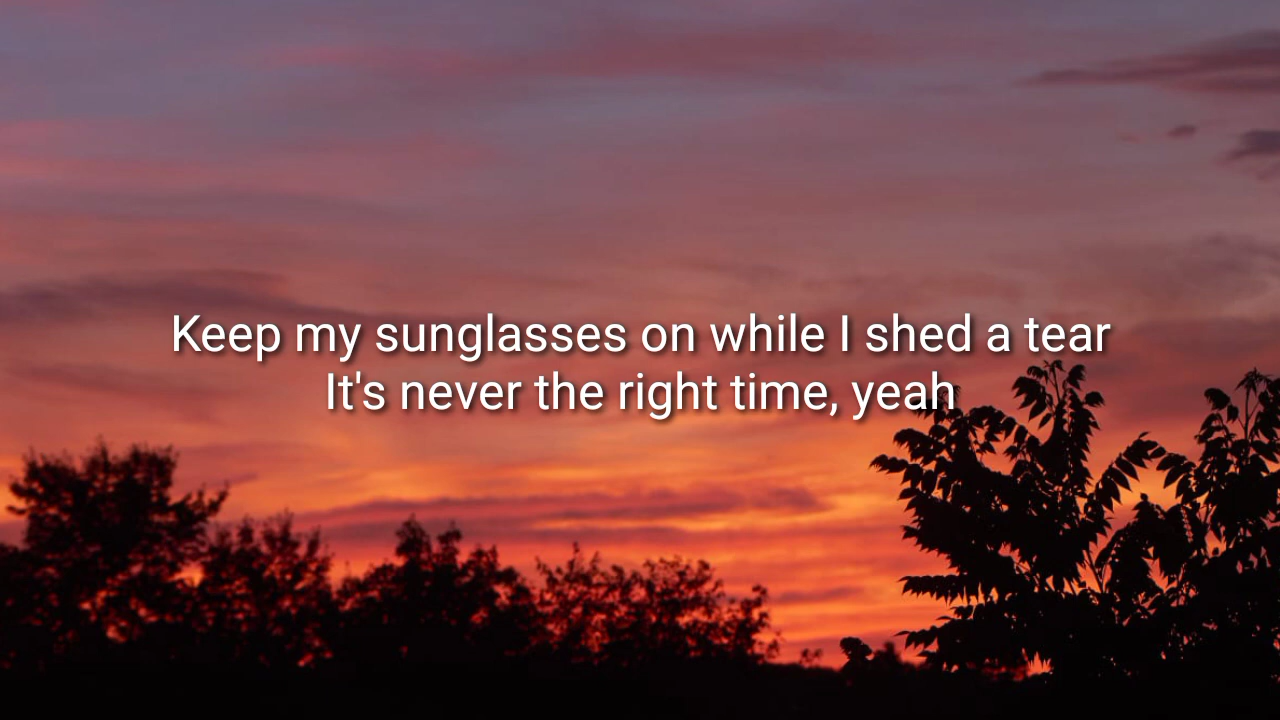 Keep my sunglasses on while I shed a tear
It's never the right time, yeah